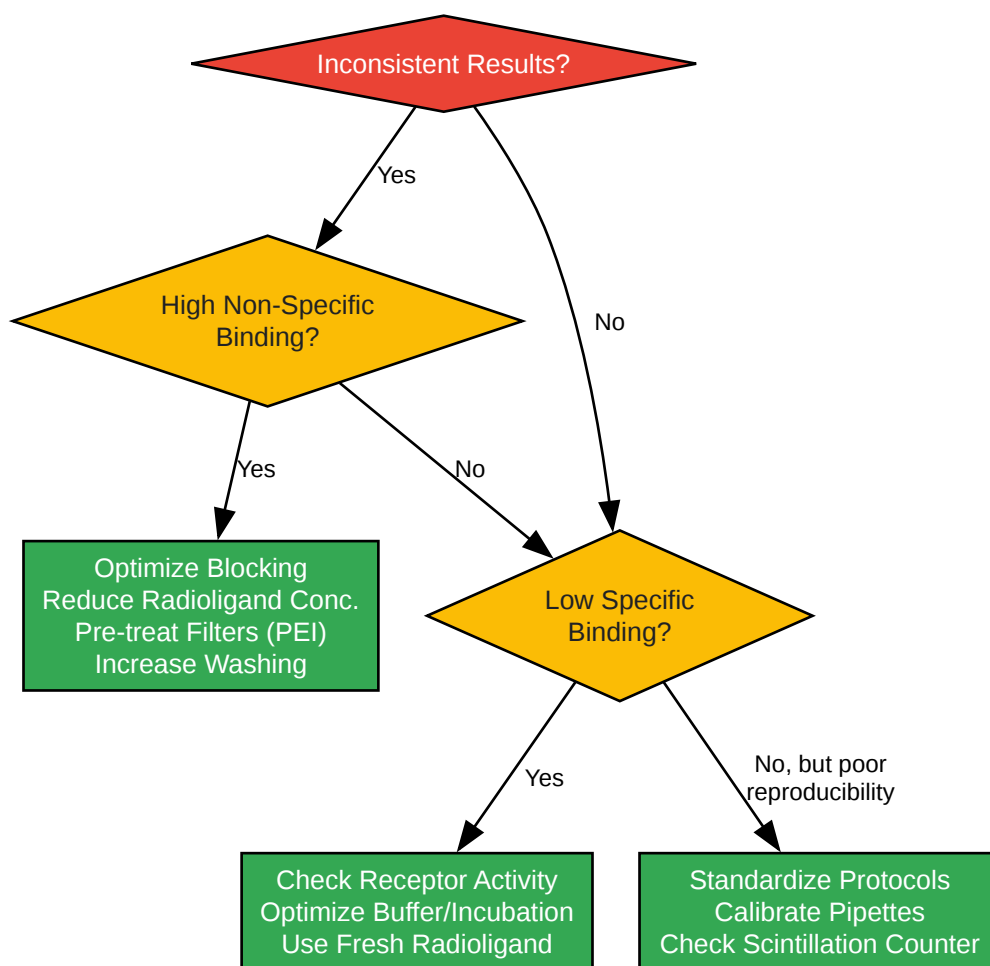 Inconsistent Results?
Yes
High Non-Specific
Binding?
No
Yes
No
Optimize Blocking
Reduce Radioligand Conc.
Pre-treat Filters (PEI)
Increase Washing
Low Specific
Binding?
Yes
No, but poor
reproducibility
Check Receptor Activity
Optimize Buffer/Incubation
Use Fresh Radioligand
Standardize Protocols
Calibrate Pipettes
Check Scintillation Counter